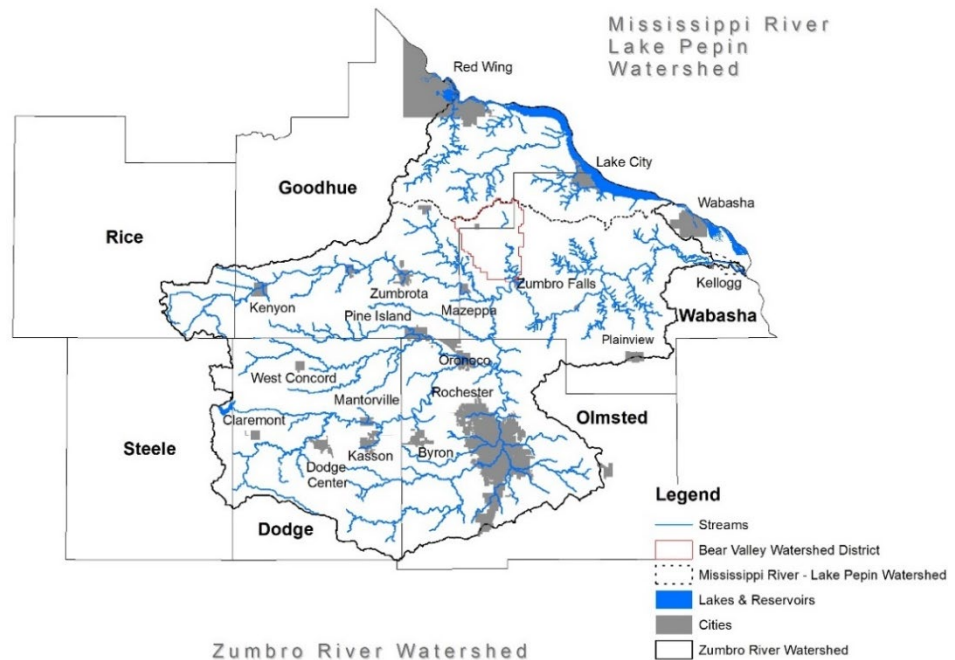 Mississippi River
Lake Pepin
Watershed
Red Wing
Lake City
Goodhue
Wabasha
Rice
Kellogg
Zumbro Falls
Zumbrota
Kenyon
Mazeppa
Wabasha
Pine Island
Plainview
Oronoco
West Concord
Rochester
Mantorville
Olmsted
Claremont
Steele
Byron
Kasson
Dodge
Center
Dodge
Legend
Streams
Bear Valley Watershed District
Mississippi River - Lake Pepin Watershed
Lakes & Reservoirs
Cities
Zumbro River Watershed
Zumbro River Watershed